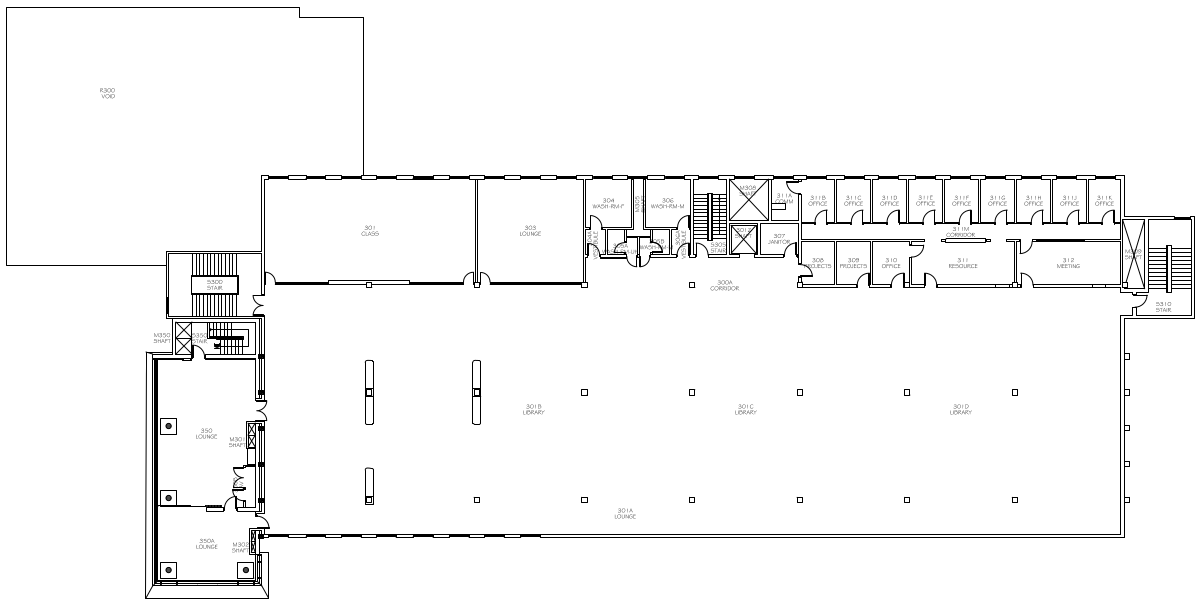 R300
VOID
301
CLASS
303
LOUNGE
304
WASH-RM-F
306
WASH-RM-M
M308
SHAFT
311A
COMM
311B
OFFICE
311C
OFFICE
311D
OFFICE
311E
OFFICE
311F
OFFICE
311G
OFFICE
311H
OFFICE
311J
OFFICE
311K
OFFICE
311M
CORRIDOR
S305
STAIR
307
JANITOR
308
PROJECTS
309
PROJECTS
310
OFFICE
311
RESOURCE
312
MEETING
SHAFT
S310
STAIR
S300
STAIR
300A
CORRIDOR
M350
SHAFT
S350
STAIR
350
LOUNGE
M301
SHAFT
301B
LIBRARY
301C
LIBRARY
301D
LIBRARY
301A
LOUNGE
350A
LOUNGE
M302
SHAFT